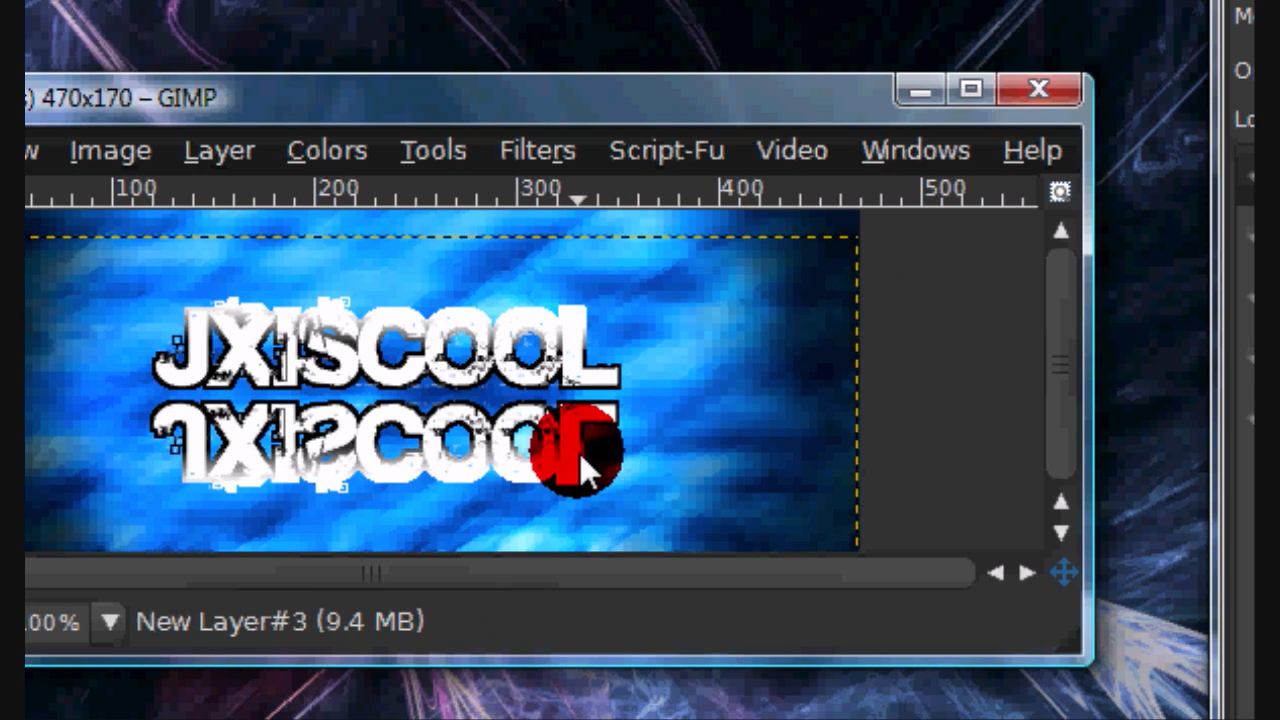 ) 470x170 – GIMP
w Image Layer Colors Tools Filters Script-Fu Video Windows Help
100 200 300 400 500
JXISCOOL
JXISCOOL
.00% New Layer#3 (9.4 MB)
M
O
Lo